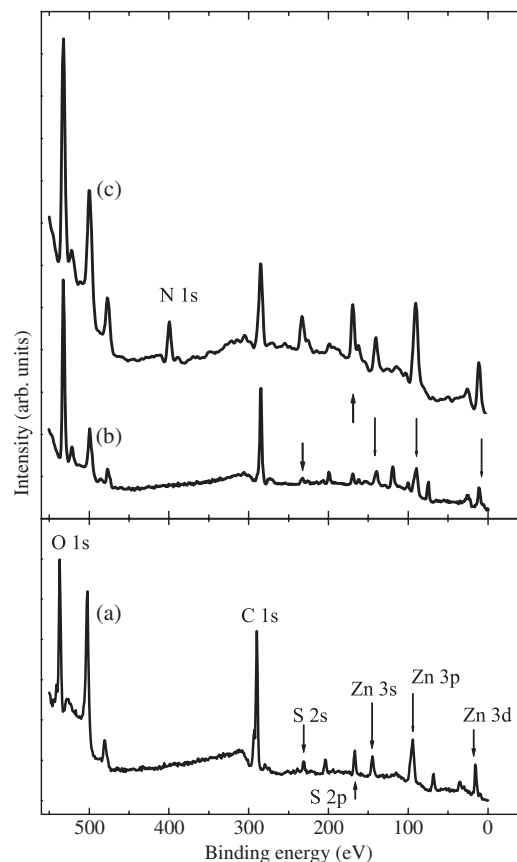 (c)
N 1s
Intensity (arb. units)
(b)
O 1s
(a)
C 1s
S 2s
Zn 3s
Zn 3p
Zn 3d
S 2p
500 400 300 200 100 0
Binding energy (eV)